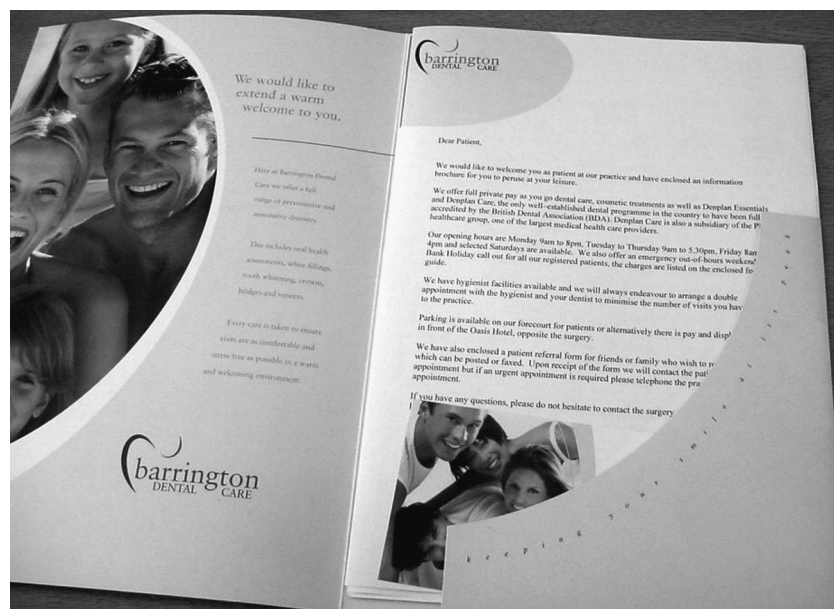 We would like to
extend a warm
welcome to you.
Here at Barrington Dental
Care we offer a full
range of preventive and
restorative dentistry.
This includes oral health
assessments, white fillings,
tooth whitening, crowns,
bridges and veneers.
Every care is taken to ensure
visits are as comfortable and
stress free as possible in a warm
and welcoming environment.
barrington
DENTAL CARE
barrington
DENTAL CARE
Dear Patient,
We would like to welcome you as patient at our practice and have enclosed an information
brochure for you to peruse at your leisure.
We offer full private pay as you go dental care, cosmetic treatments as well as Denplan Essentials
and Denplan Care, the only well-established dental programme in the country to have been full
accredited by the British Dental Association (BDA). Denplan Care is also a subsidiary of the
healthcare group, one of the largest medical health care providers.
Our opening hours are Monday 9am to 8pm, Tuesday to Thursday 9am to 5.30pm, Friday 8am
4pm and selected Saturdays are available. We also offer an emergency out-of-hours weekend
Bank Holiday call out for all our registered patients, the charges are listed on the enclosed
guide.
We have hygienist facilities available and we will always endeavour to arrange a double
appointment with the hygienist and your dentist to minimise the number of visits you hav
to the practice.
Parking is available on our forecourt for patients or alternatively there is pay and disp
in front of the Oasis Hotel, opposite the surgery.
We have also enclosed a patient referral form for friends or family who wish to
which can be posted or faxed. Upon receipt of the form we will contact the
appointment but if an urgent appointment is required please telephone the pra
appointment.
If you have any questions, please do not hesitate to contact the surgery
keeping your smile at its best